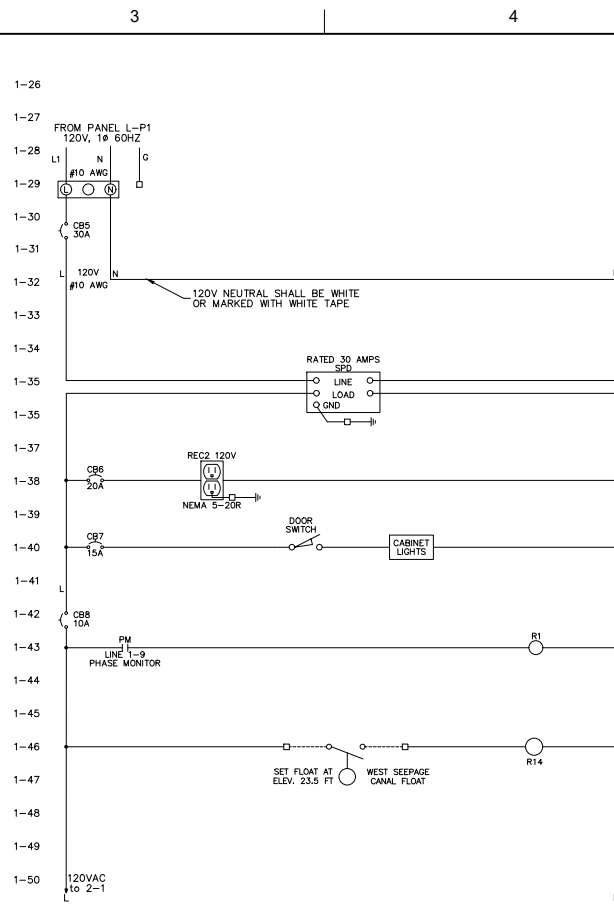 3
4
1-26
1-27
FROM PANEL L-P1
120V, 1ø 60HZ
1-28
L1
N
G
#10 AWG
1-29
L
N
1-30
CB5
30A
1-31
1-32
L
120V
N
#10 AWG
120V NEUTRAL SHALL BE WHITE
OR MARKED WITH WHITE TAPE
1-33
1-34
RATED 30 AMPS
SPD
1-35
LINE
LOAD
GND
1-35
1-37
REC2 120V
CB6
1-38
20A
NEMA 5-20R
1-39
DOOR
SWITCH
CB7
1-40
15A
CABINET
LIGHTS
1-41
L
1-42
CB8
10A
1-43
PM
R1
LINE 1-9
PHASE MONITOR
1-44
1-45
1-46
R14
SET FLOAT AT
ELEV. 23.5 FT
WEST SEEPAGE
CANAL FLOAT
1-47
1-48
1-49
1-50
120VAC
to 2-1
L